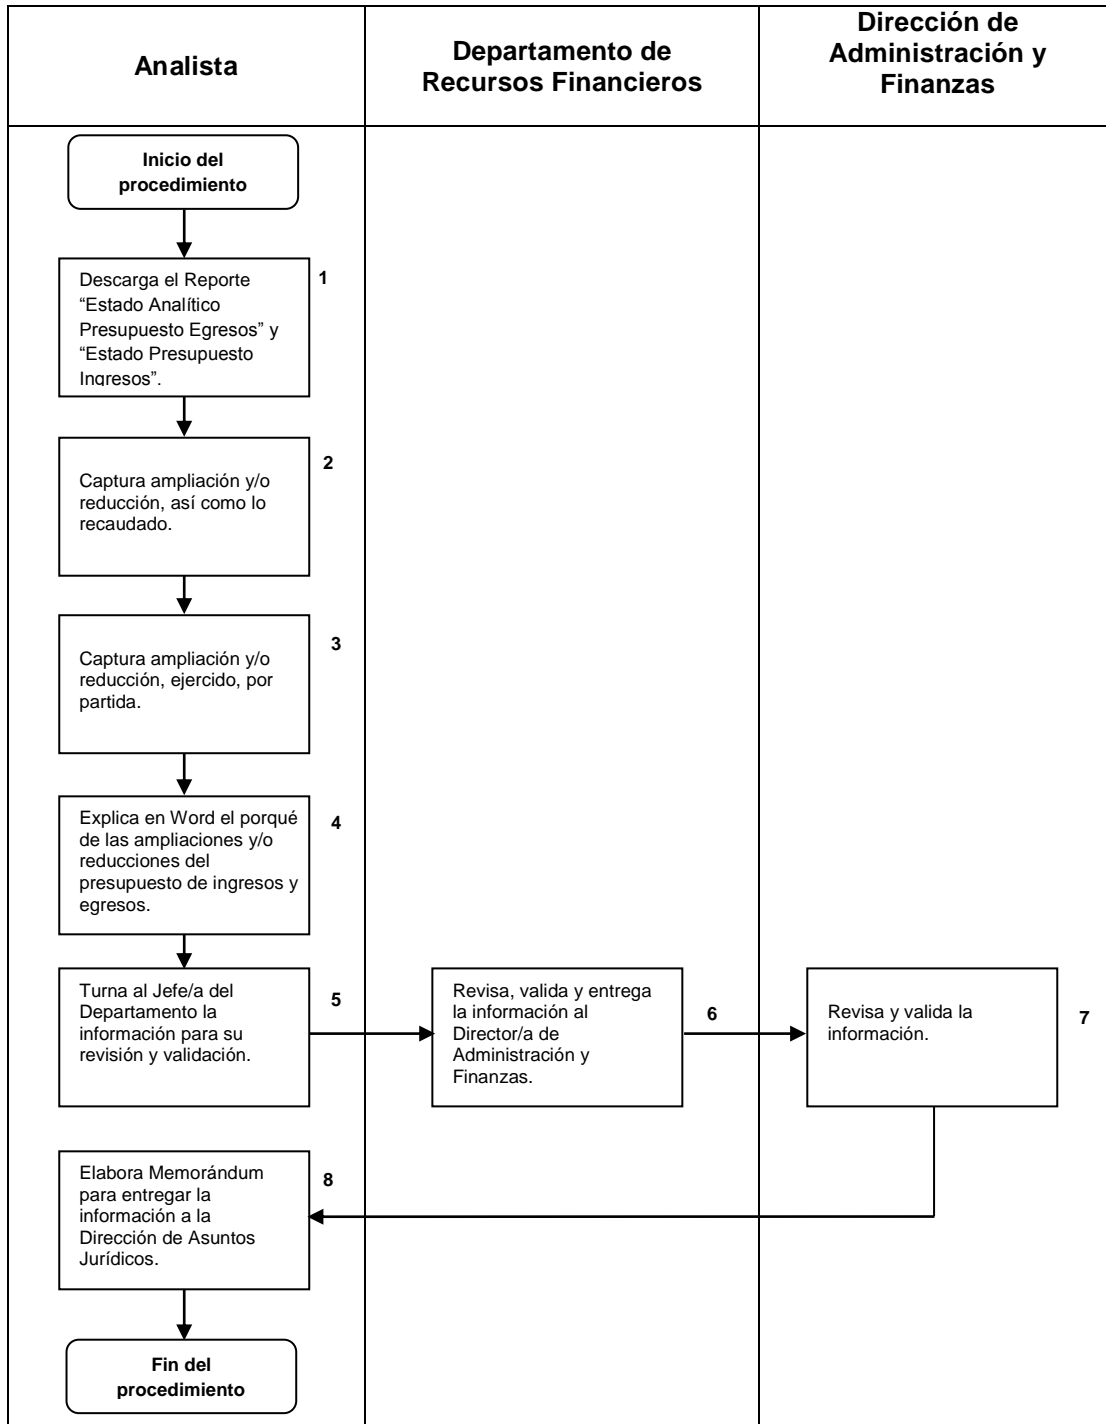 Analista
Departamento de
Recursos Financieros
Dirección de
Administración y
Finanzas
Inicio del
procedimiento
Descarga el Reporte
“Estado Analítico
Presupuesto Egresos” y
“Estado Presupuesto
Ingresos”.
1
Captura ampliación y/o
reducción, así como lo
recaudado.
2
Captura ampliación y/o
reducción, ejercido, por
partida.
3
Explica en Word el porqué
de las ampliaciones y/o
reducciones del
presupuesto de ingresos y
egresos.
4
Turna al Jefe/a del
Departamento la
información para su
revisión y validación.
5
Revisa, valida y entrega
la información al
Director/a de
Administración y
Finanzas.
6
Revisa y valida la
información.
7
Elabora Memorándum
para entregar la
información a la
Dirección de Asuntos
Jurídicos.
8
Fin del
procedimiento